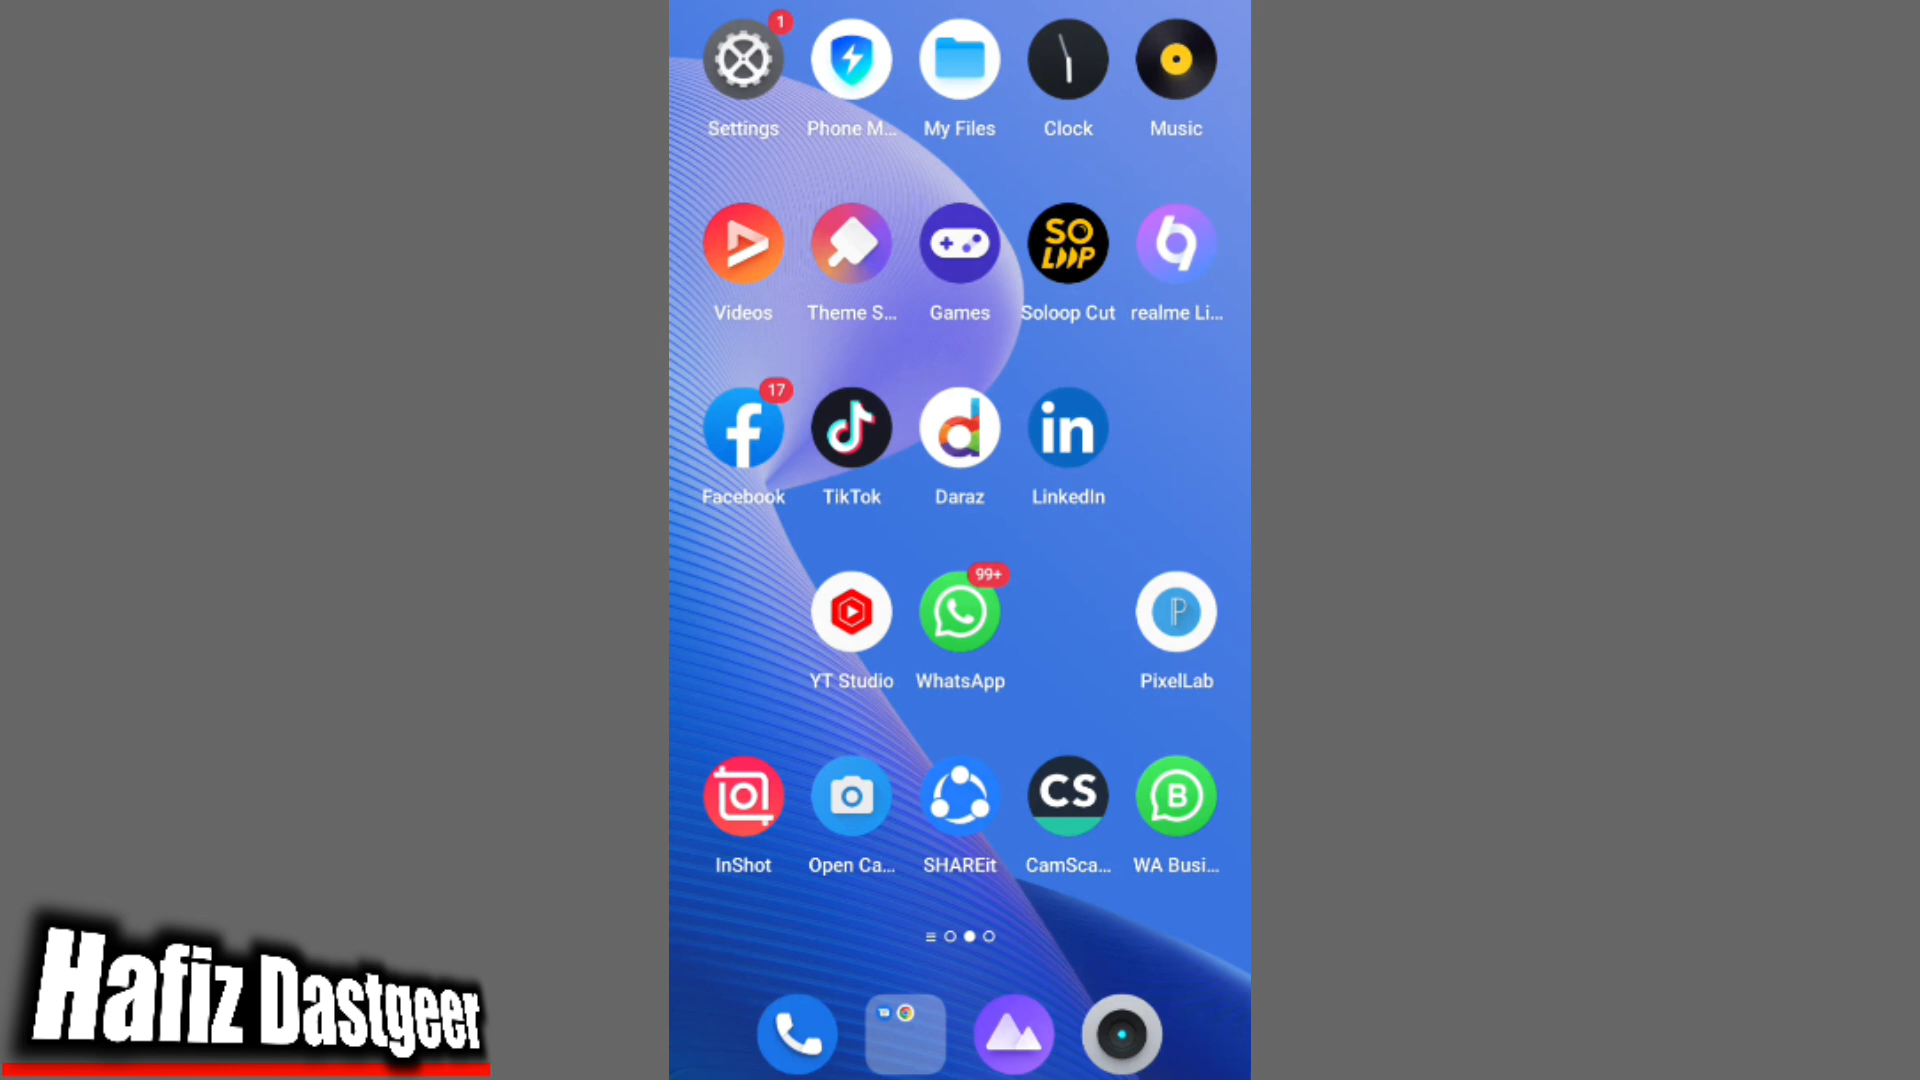 1
Settings
Phone M...
My Files
Clock
Music
SO
LOOP
Videos
Theme S...
Games
Soloop Cut
realme Li...
17
in
Facebook
TikTok
Daraz
LinkedIn
99+
P
YT Studio
WhatsApp
PixelLab
CS
B
InShot
Open Ca...
SHAREit
CamSca...
WA Busi...
Hafiz Dastgeer